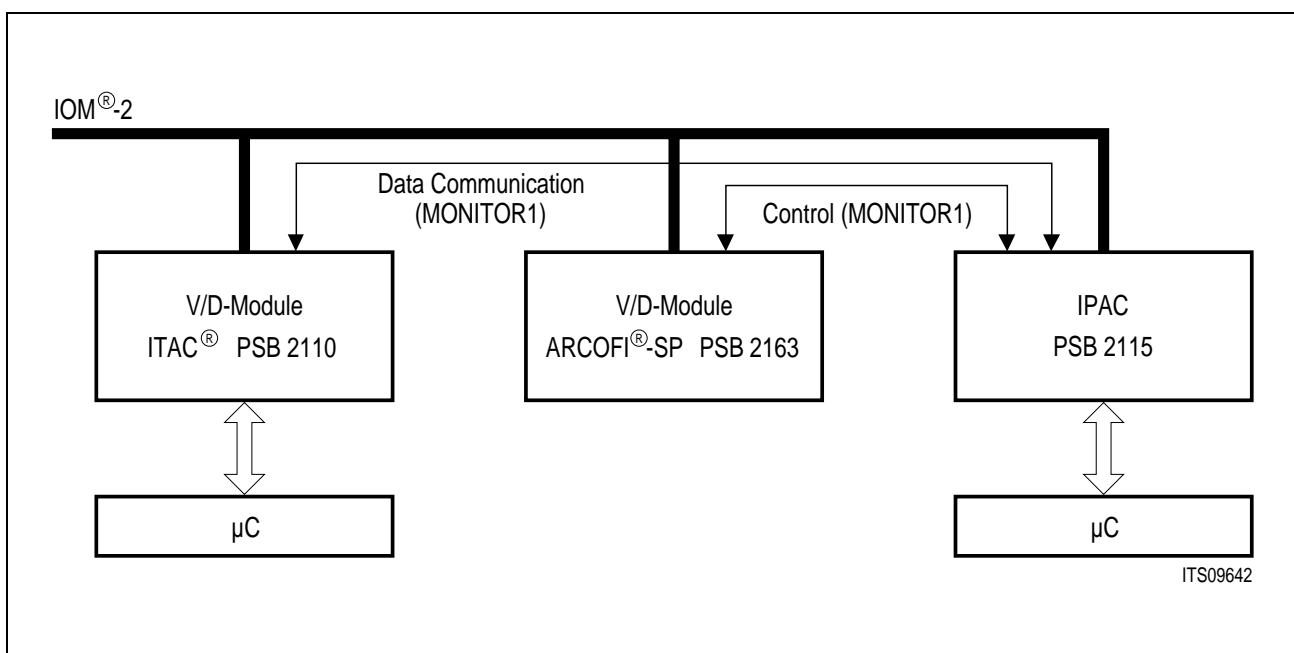 IOM®-2
Data Communication
(MONITOR1)
Control (MONITOR1)
V/D-Module
ITAC® PSB 2110
V/D-Module
ARCOFI®-SP PSB 2163
IPAC
PSB 2115
µC
µC
ITS09642